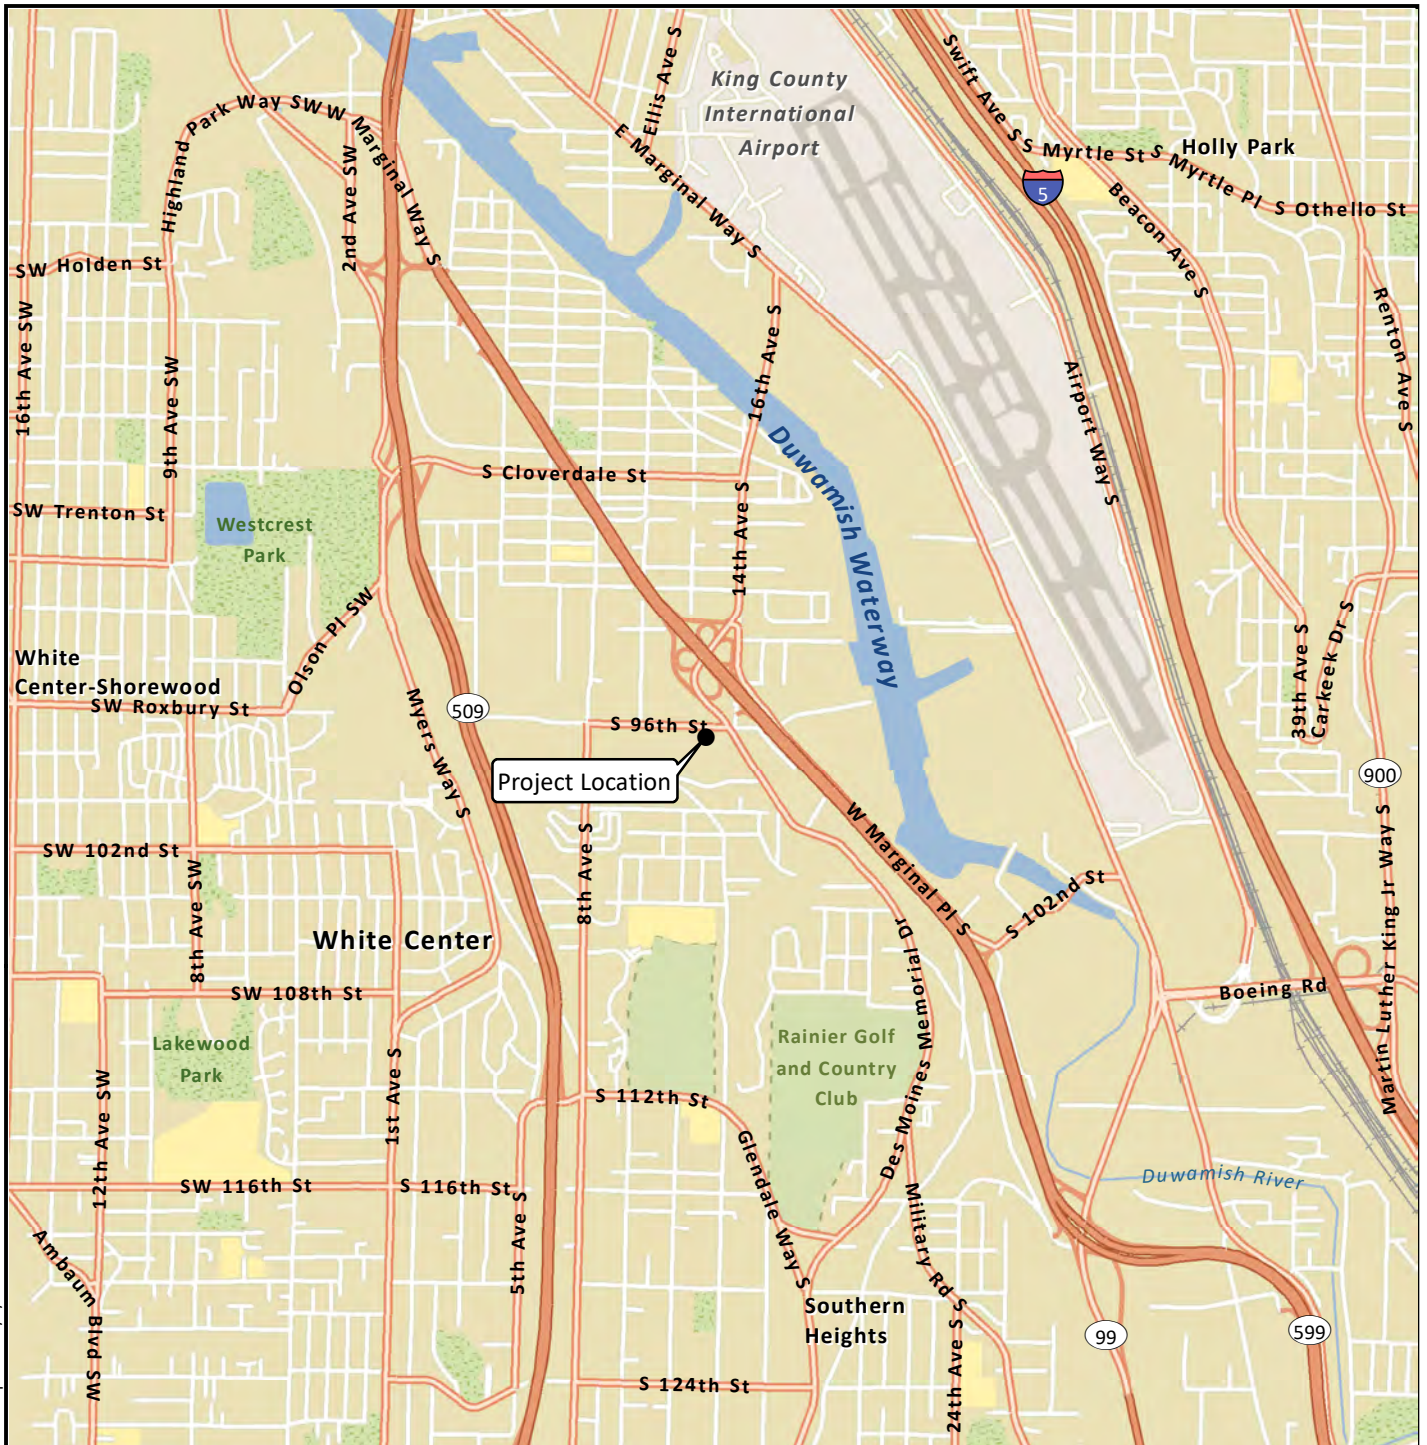 King County
International
Airport
Ellis Ave S
E Marginal Way S
Swift Ave S
S Myrtle St
S Myrtle Pl
Holly Park
S Othello St
5
Beacon Ave S
Renton Ave S
Highland Park Way SW
W Marginal Way S
2nd Ave SW
SW Holden St
16th Ave SW
9th Ave SW
16th Ave S
Airport Way S
S Cloverdale St
Duwamish Waterway
14th Ave S
SW Trenton St
Westcrest
Park
Olson Pl SW
White
Center-Shorewood
SW Roxbury St
Myers Way S
509
S 96th St
Project Location
39th Ave S
Carkeek Dr S
900
Martin Luther King Jr Way S
W Marginal Pl S
S 102nd St
SW 102nd St
8th Ave SW
8th Ave S
White Center
SW 108th St
Des Moines Memorial Dr
Boeing Rd
Lakewood
Park
Rainier Golf
and Country
Club
12th Ave SW
1st Ave S
S 112th St
Glendale Way S
SW 116th St
S 116th St
5th Ave S
Military Rd S
Duwamish River
Ambaum Blvd SW
Southern
Heights
99
599
24th Ave S
S 124th St